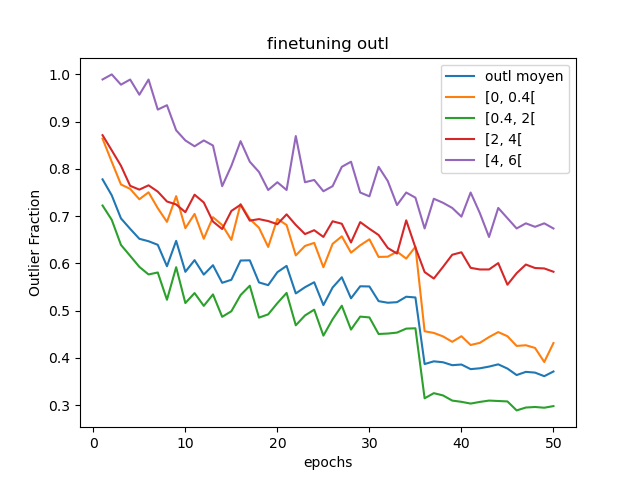 finetuning outl
outl moyen
[0, 0.4[
[0.4, 2[
[2, 4[
[4, 6[
Outlier Fraction
1.0
0.9
0.8
0.7
0.6
0.5
0.4
0.3
0 10 20 30 40 50
epochs